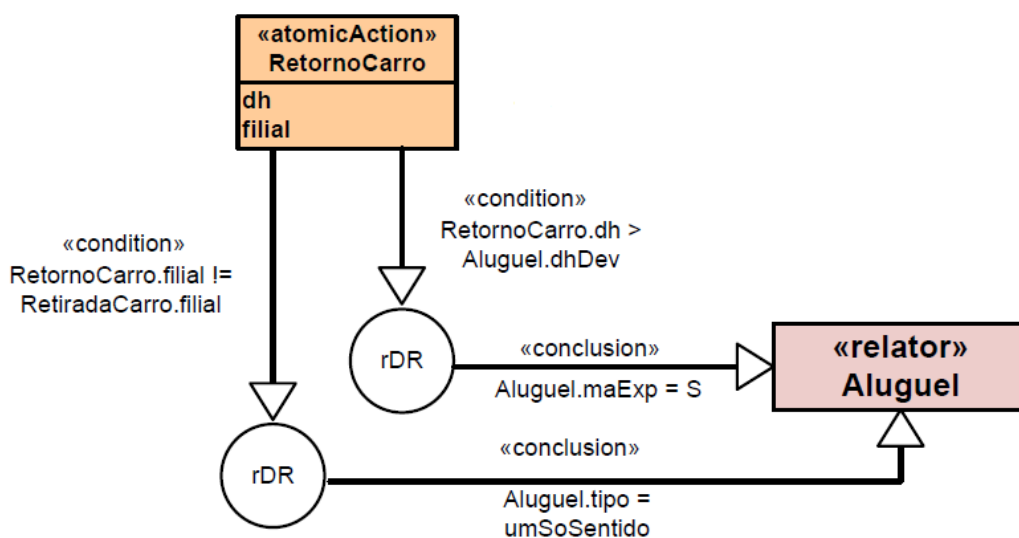 «atomicAction»
RetornoCarro
dh
filial
«condition»
RetornoCarro.dh >
Aluguel.dhDev
«condition»
RetornoCarro.filial !=
RetiradaCarro.filial
rDR
«conclusion»
Aluguel.maExp = S
«relator»
Aluguel
rDR
«conclusion»
Aluguel.tipo =
umSoSentido